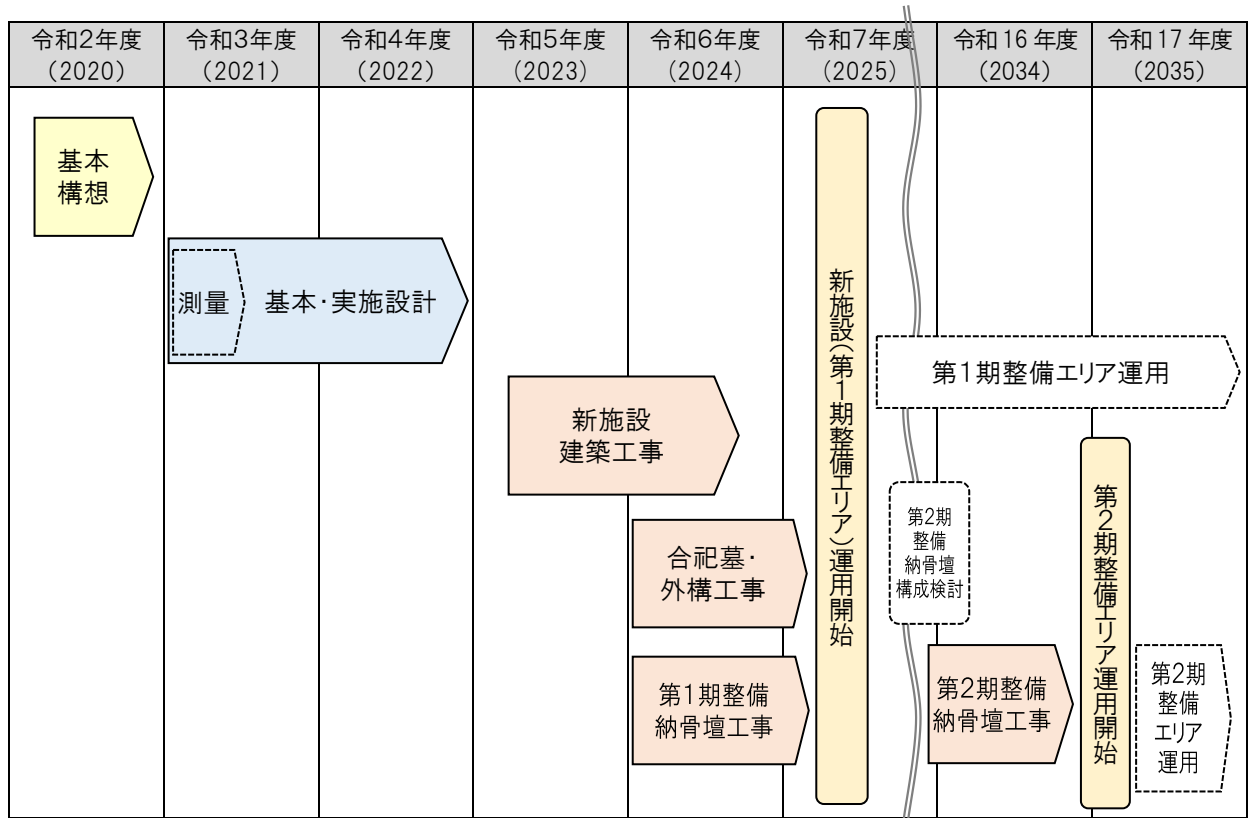 令和2年度
（2020）
令和3年度
（2021）
令和4年度
（2022）
令和5年度
（2023）
令和6年度
（2024）
令和7年度
（2025）
令和16年度
（2034）
令和17年度
（2035）
基本
構想
測量
基本・実施設計
新施設
建築工事
合祀墓・
外構工事
第1期整備
納骨壇工事
新施設（第1期整備エリア）運用開始
第1期整備エリア運用
第2期
整備
納骨壇
構成検討
第2期整備
納骨壇工事
第2期整備エリア運用開始
第2期
整備
エリア
運用